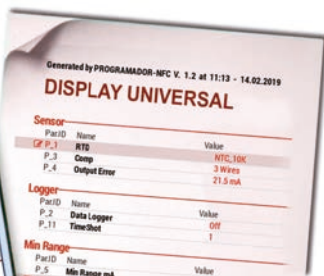 Generated by PROGRAMADOR-NFC V. 1.2 at 11:13 - 14.02.2019
DISPLAY UNIVERSAL
Sensor
Par.ID Name Value
P_1 RTD NTC_10K
P_3 Comp 3 Wires
P_4 Output Error 21.5 mA
Logger
Par.ID Name Value
P_2 Data Logger Off
P_11 TimeShot 1
Min Range
Par.ID Name Value
P_5 Min Range mA